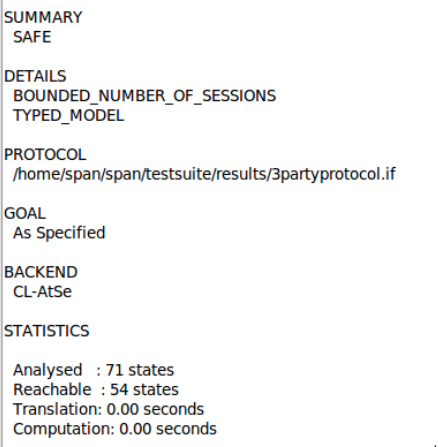 SUMMARY
SAFE
DETAILS
BOUNDED_NUMBER_OF_SESSIONS
TYPED_MODEL
PROTOCOL
/home/span/span/testsuite/results/3partyprotocol.if
GOAL
As Specified
BACKEND
CL-AtSe
STATISTICS
Analysed : 71 states
Reachable : 54 states
Translation: 0.00 seconds
Computation: 0.00 seconds